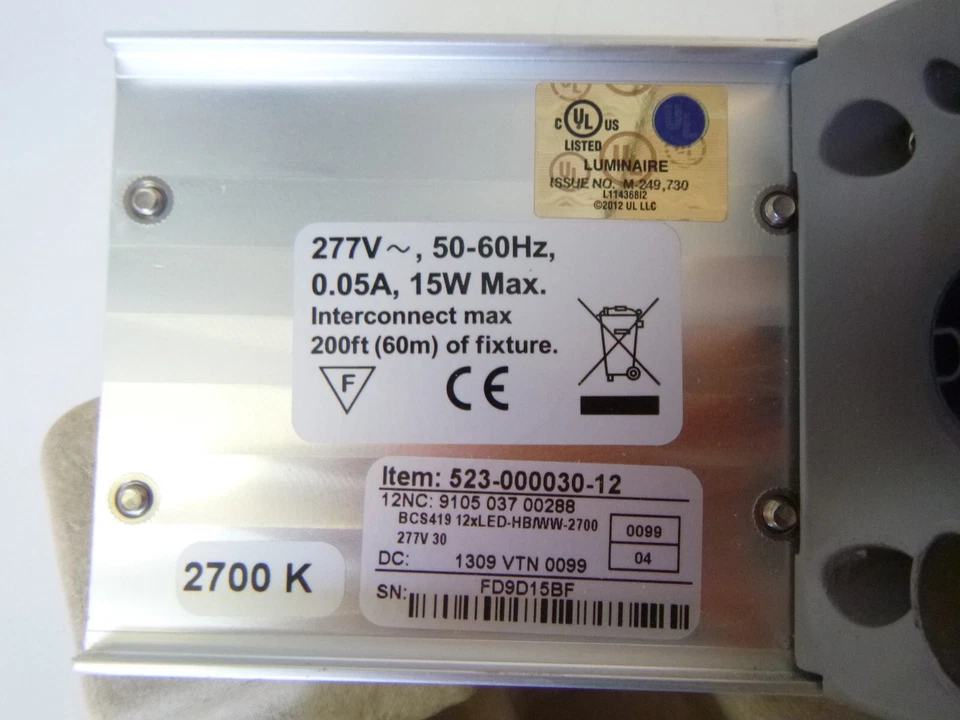 C UL US
UL
LISTED
LUMINAIRE
ISSUE NO. M-249,730
L11436812
©2012 UL LLC
277V~, 50-60Hz,
0.05A, 15W Max.
Interconnect max
200ft (60m) of fixture.
F CE
Item: 523-000030-12
12NC: 9105 037 00288
BCS419 12xLED-HB/WW-2700
277V 30
0099
04
DC: 1309 VTN 0099
SN: FD9D15BF
2700 K